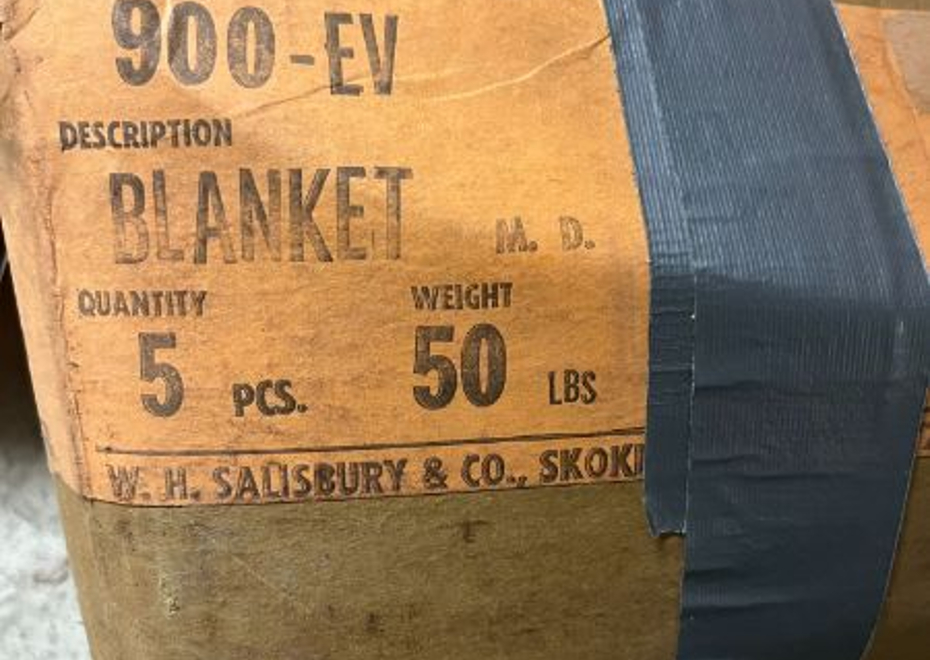 900-EV
DESCRIPTION
BLANKET M. D.
QUANTITY WEIGHT
5 PCS. 50 LBS
W. H. SALISBURY & CO., SKOKI